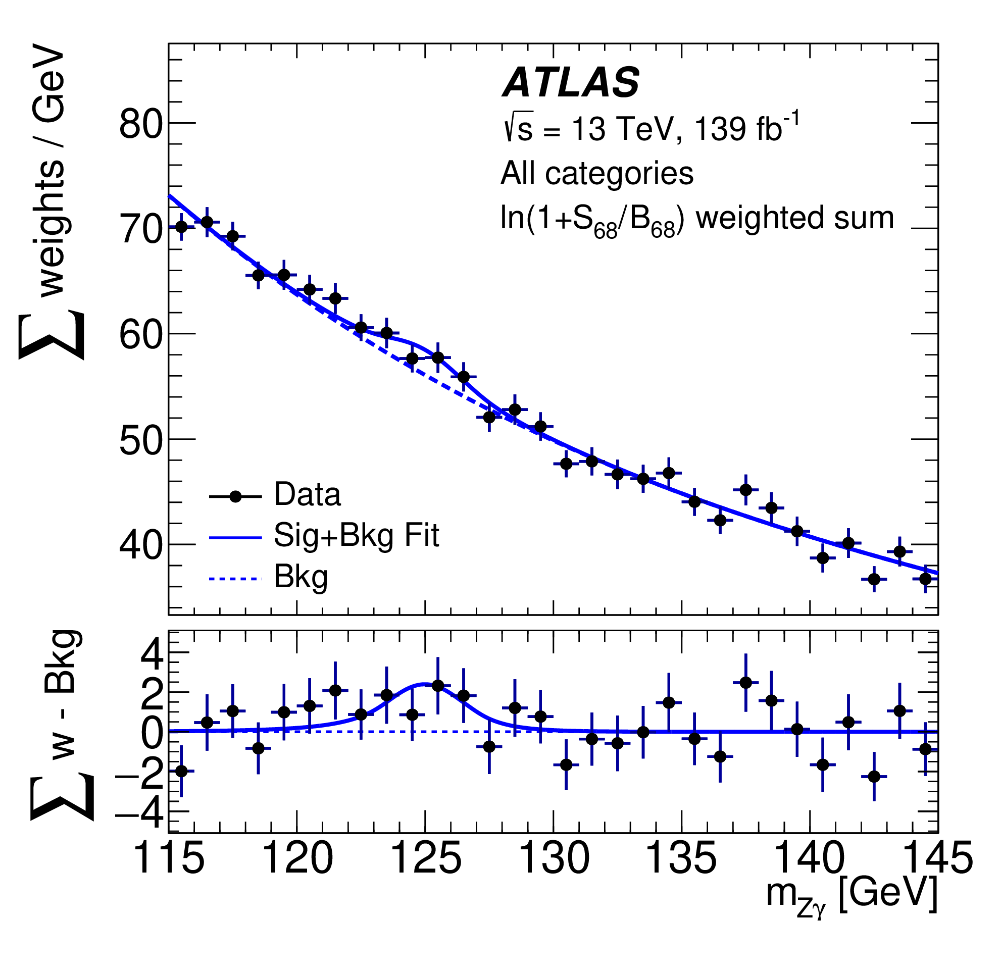 ATLAS
√s = 13 TeV, 139 fb⁻¹
All categories
ln(1+S₆₈/B₆₈) weighted sum
∑ weights / GeV
80
70
60
50
40
Data
Sig+Bkg Fit
Bkg
∑ w - Bkg
4
2
0
−2
−4
115 120 125 130 135 140 145
m_Zγ [GeV]